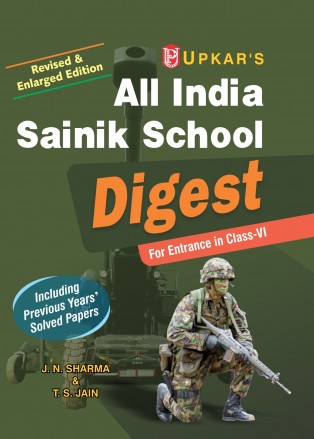 UPKAR'S
Revised &
Enlarged Edition
All India
Sainik School
Digest
For Entrance in Class-VI
Including
Previous Years'
Solved Papers
J. N. SHARMA
&
T. S. JAIN